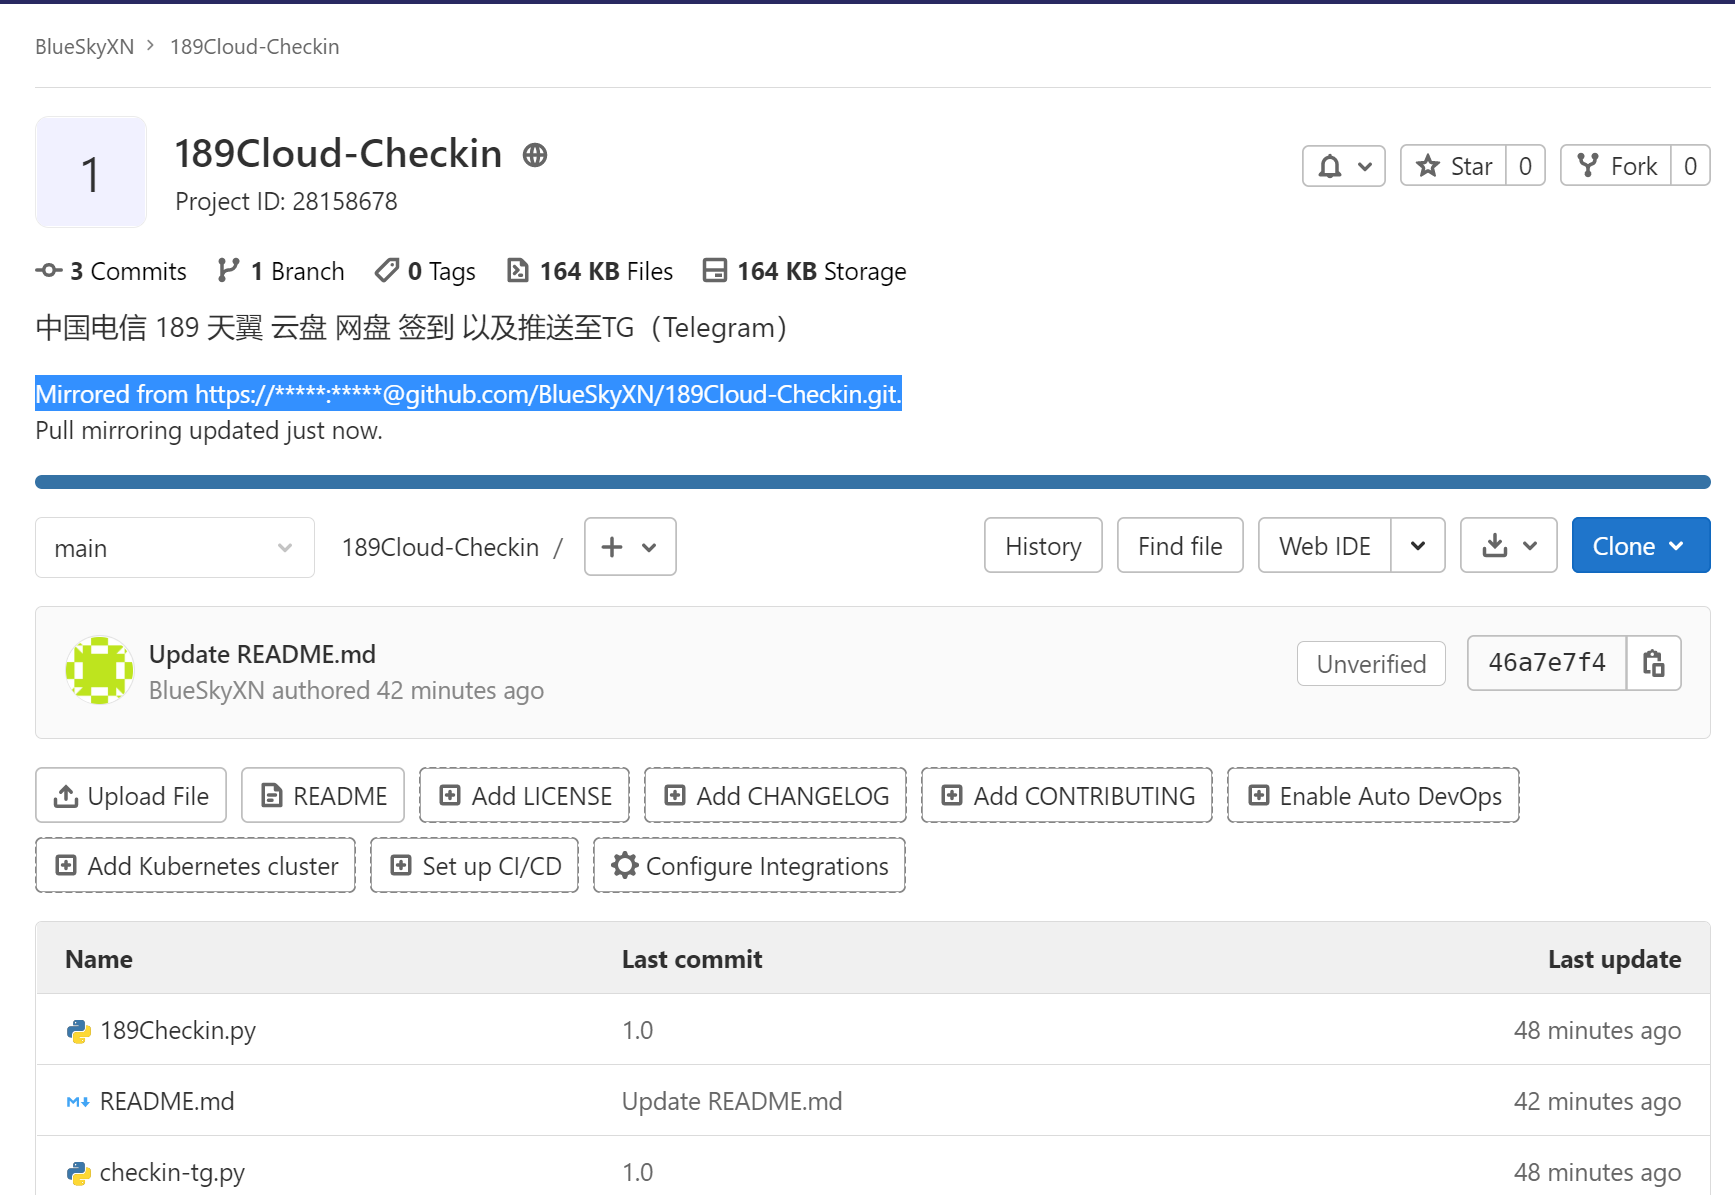 BlueSkyXN > 189Cloud-Checkin
1
189Cloud-Checkin
Project ID: 28158678
Star 0 Fork 0
3 Commits 1 Branch 0 Tags 164 KB Files 164 KB Storage
中国电信 189 天翼 云盘 网盘 签到 以及推送至TG（Telegram）
Mirrored from https://*****:*****@github.com/BlueSkyXN/189Cloud-Checkin.git.
Pull mirroring updated just now.
main 189Cloud-Checkin / + History Find file Web IDE Clone
Update README.md
BlueSkyXN authored 42 minutes ago
Unverified 46a7e7f4
Upload File README Add LICENSE Add CHANGELOG Add CONTRIBUTING Enable Auto DevOps
Add Kubernetes cluster Set up CI/CD Configure Integrations
Name Last commit Last update
189Checkin.py 1.0 48 minutes ago
README.md Update README.md 42 minutes ago
checkin-tg.py 1.0 48 minutes ago